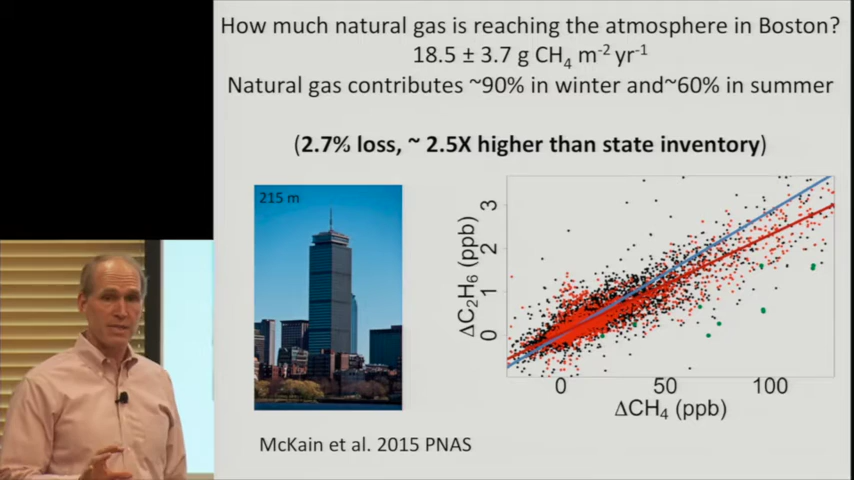 How much natural gas is reaching the atmosphere in Boston?
18.5 ± 3.7 g CH₄ m⁻² yr⁻¹
Natural gas contributes ~90% in winter and~60% in summer
(2.7% loss, ~ 2.5X higher than state inventory)
215 m
ΔC₂H₆ (ppb)
3
2
1
0
0 50 100
ΔCH₄ (ppb)
McKain et al. 2015 PNAS